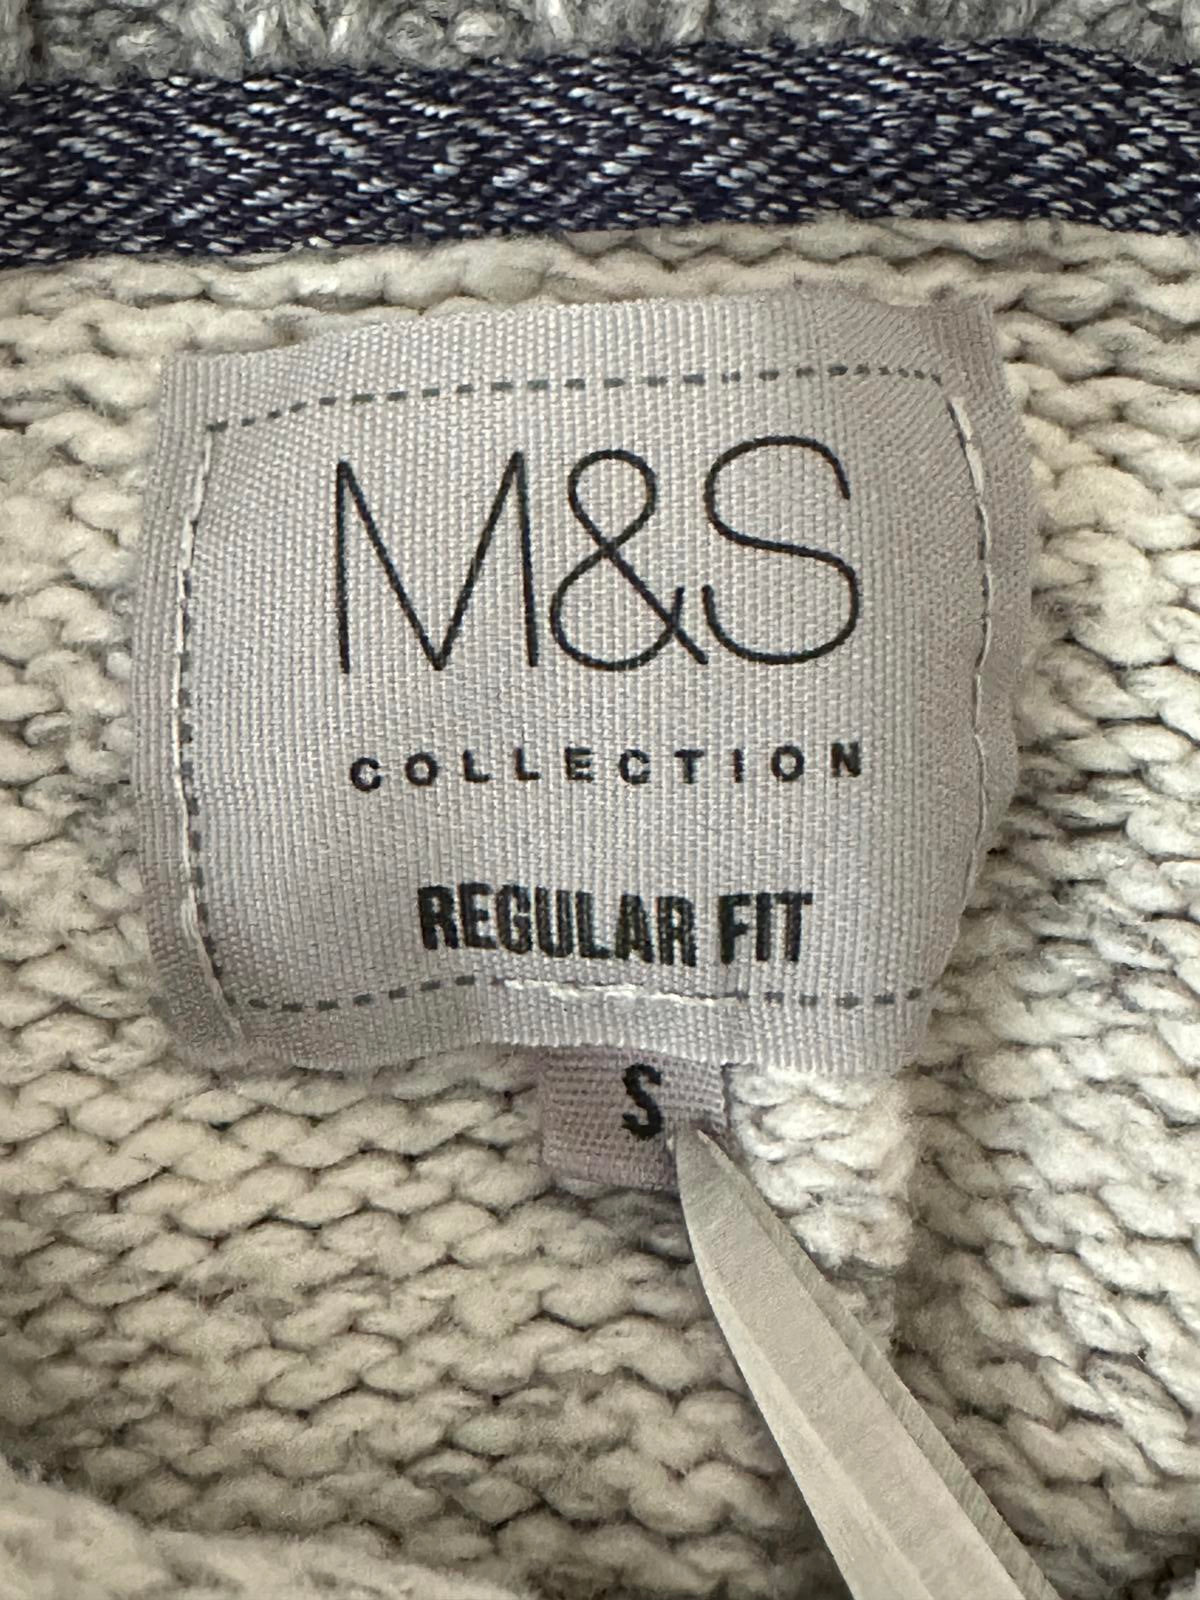 M&S
COLLECTION
REGULAR FIT
S